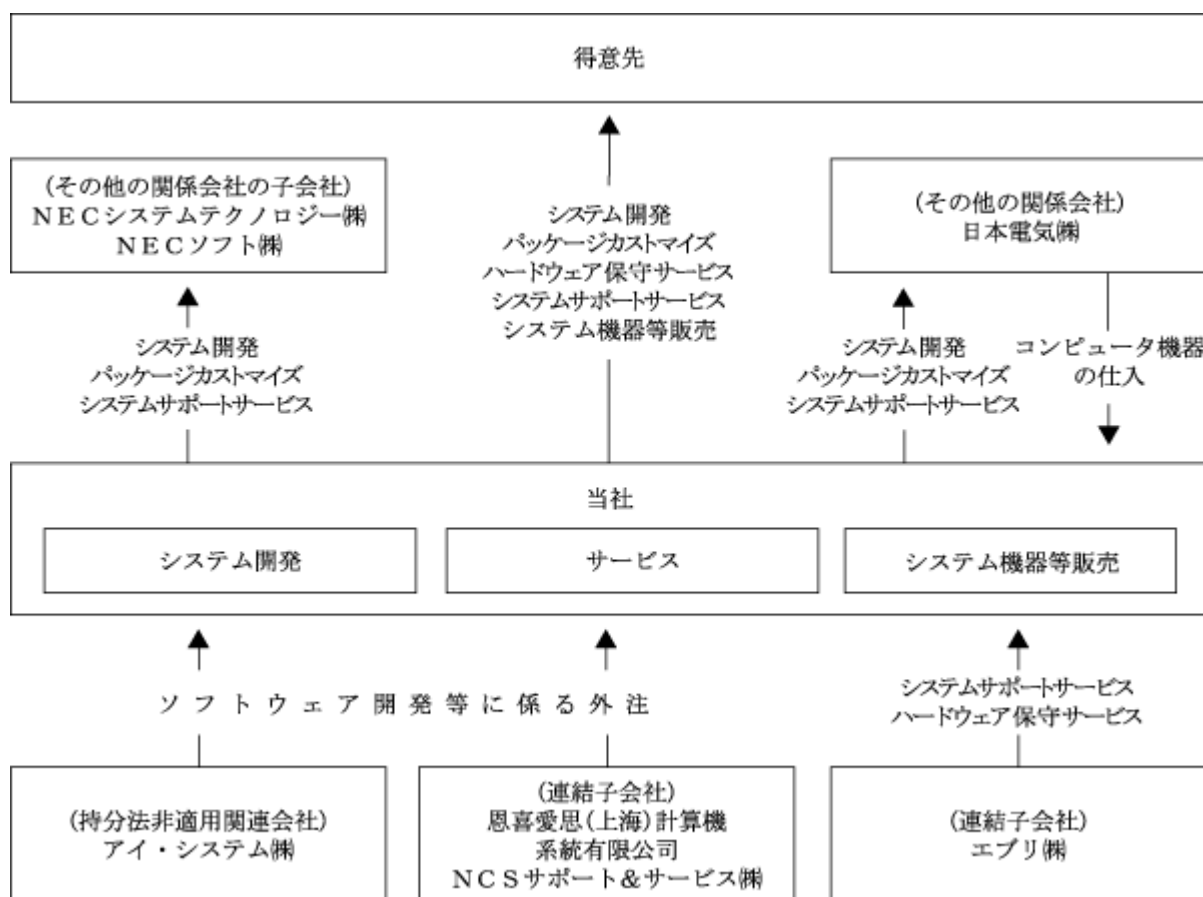 得意先
(その他の関係会社の子会社)
NECシステムテクノロジー㈱
NECソフト㈱
システム開発
パッケージカストマイズ
ハードウェア保守サービス
システムサポートサービス
システム機器等販売
(その他の関係会社)
日本電気㈱
システム開発
パッケージカストマイズ
システムサポートサービス
システム開発
パッケージカストマイズ
システムサポートサービス
コンピュータ機器
の仕入
当社
システム開発
サービス
システム機器等販売
ソフトウェア開発等に係る外注
システムサポートサービス
ハードウェア保守サービス
(持分法非適用関連会社)
アイ・システム㈱
(連結子会社)
恩喜愛思(上海)計算機
系統有限公司
NCSサポート&サービス㈱
(連結子会社)
エブリ㈱